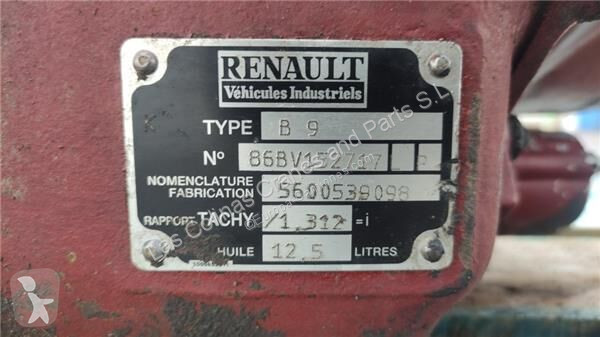 RENAULT
Véhicules Industriels
TYPE B 9
Nº 86BV152717
NOMENCLATURE
FABRICATION 5600539098
RAPPORT TACHY /1.312 =i
HUILE 12.5 LITRES
Las Colinas Cranes and Parts S.L.